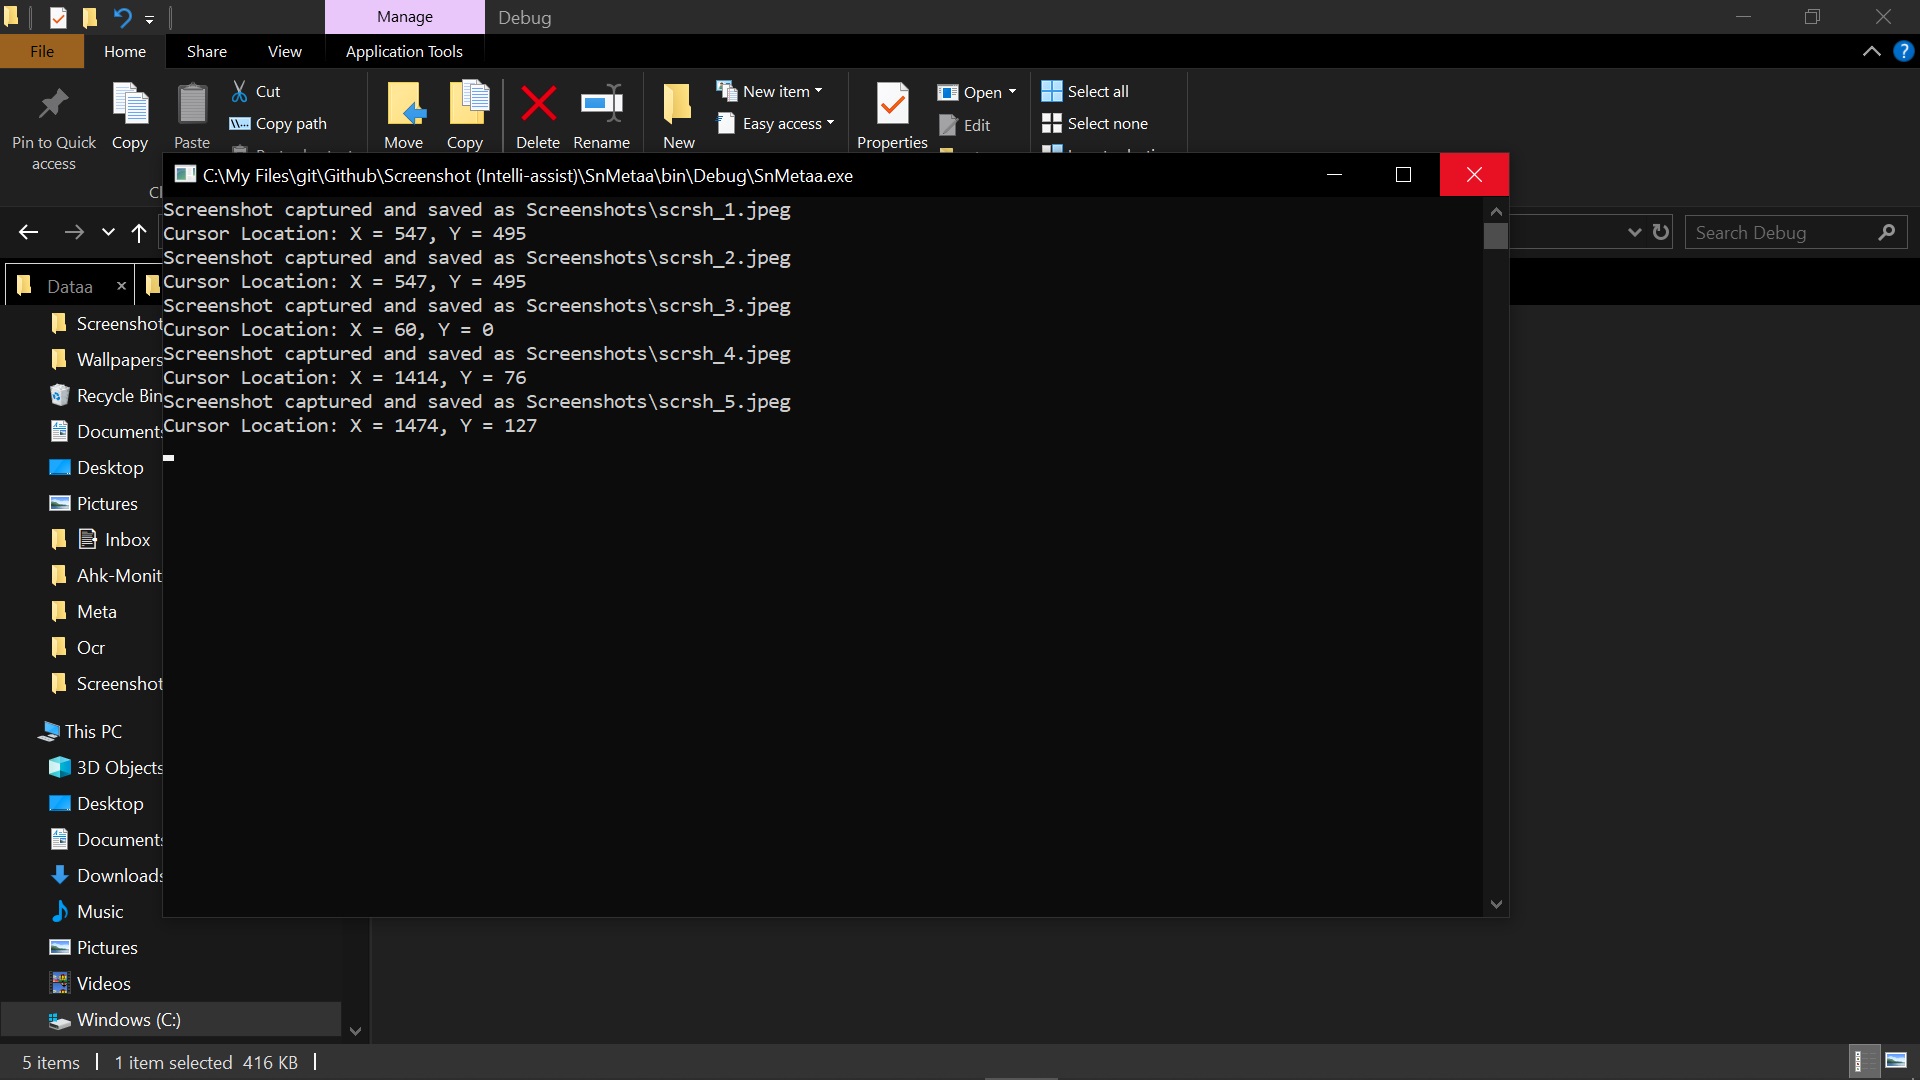 Manage
Debug
File
Home
Share
View
Application Tools
Pin to Quick access
Copy
Paste
Cut
Copy path
Move
Copy
Delete
Rename
New
New item
Easy access
Properties
Open
Edit
Select all
Select none
C:\My Files\git\Github\Screenshot (Intelli-assist)\SnMetaa\bin\Debug\SnMetaa.exe
Search Debug
Dataa
Screenshot captured and saved as Screenshots\scrsh_1.jpeg
Cursor Location: X = 547, Y = 495
Screenshot captured and saved as Screenshots\scrsh_2.jpeg
Cursor Location: X = 547, Y = 495
Screenshot captured and saved as Screenshots\scrsh_3.jpeg
Cursor Location: X = 60, Y = 0
Screenshot captured and saved as Screenshots\scrsh_4.jpeg
Cursor Location: X = 1414, Y = 76
Screenshot captured and saved as Screenshots\scrsh_5.jpeg
Cursor Location: X = 1474, Y = 127
Screenshot
Wallpapers
Recycle Bin
Documents
Desktop
Pictures
Inbox
Ahk-Monit
Meta
Ocr
Screenshot
This PC
3D Objects
Desktop
Documents
Downloads
Music
Pictures
Videos
Windows (C:)
5 items
1 item selected 416 KB